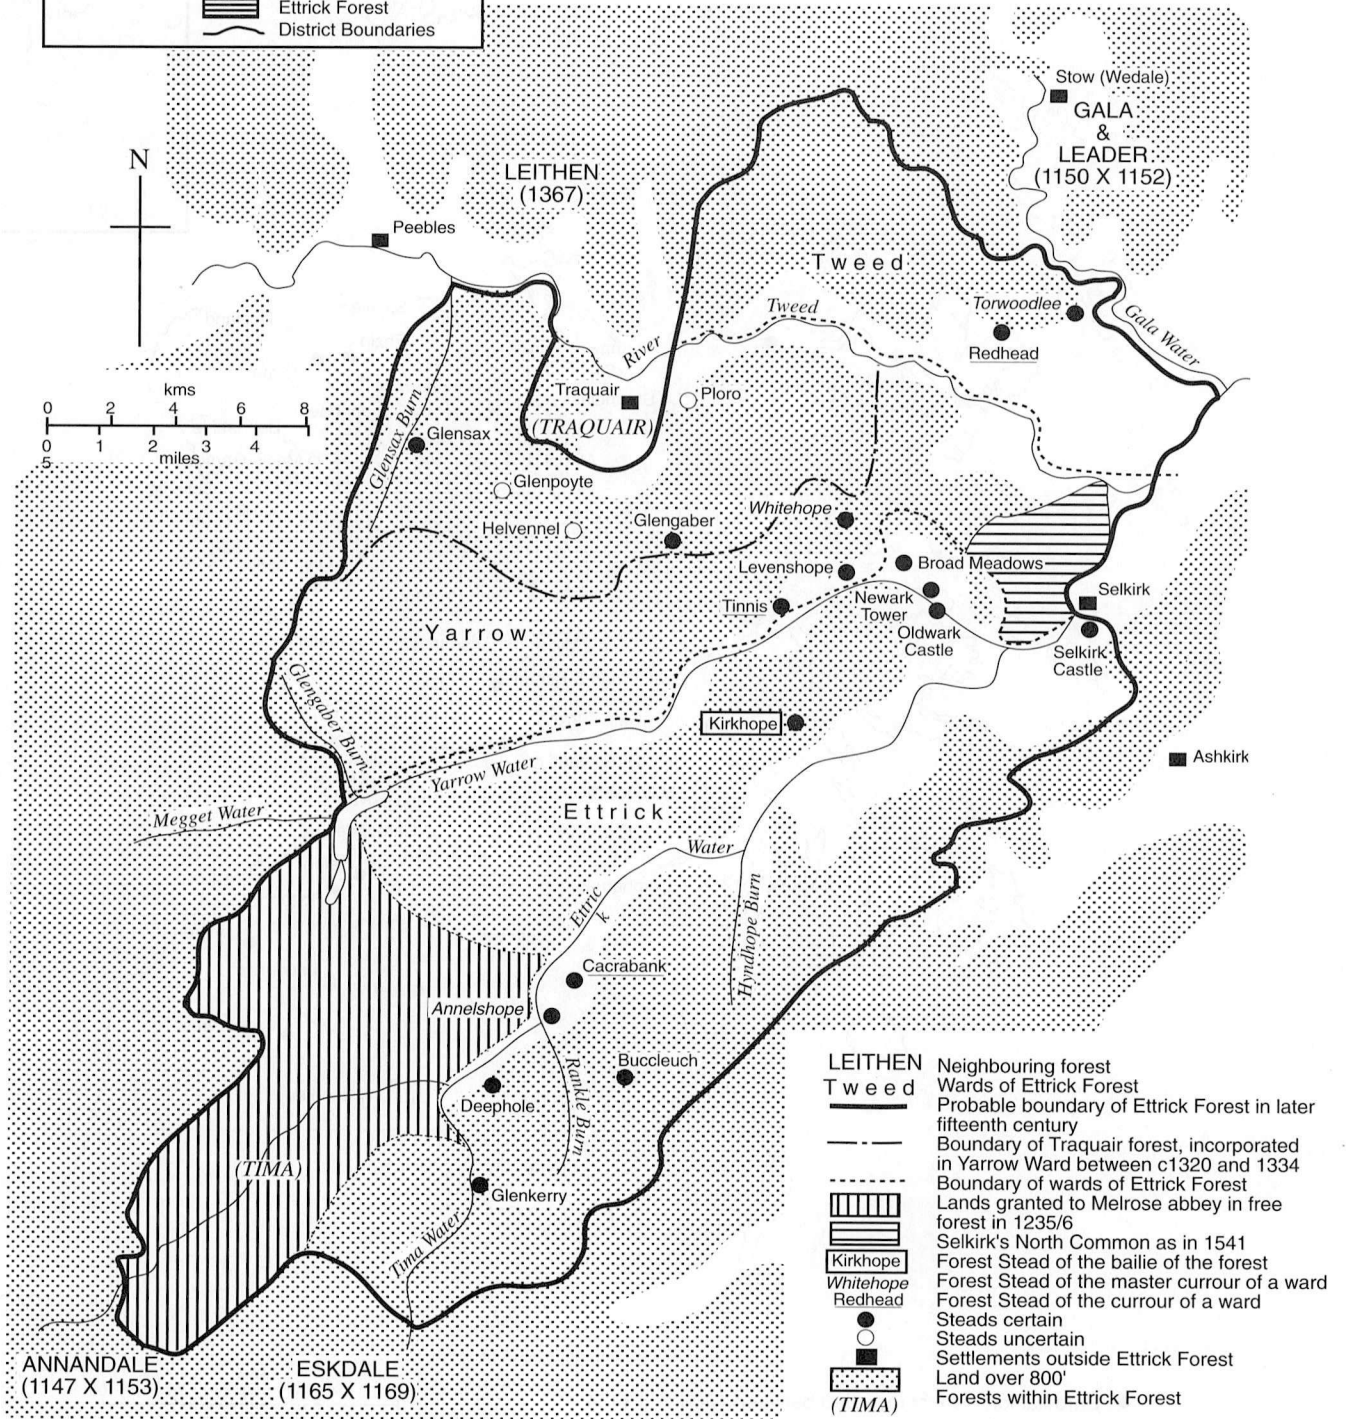 Ettrick Forest
District Boundaries
Stow (Wedale)
GALA
&
LEADER
(1150 X 1152)
N
LEITHEN
(1367)
Peebles
Tweed
Torwoodlee
Tweed
Gala Water
Redhead
River
kms
0 2 4 6 8
0 1 2 3 4
5
miles
Traquair
Ploro
(TRAQUAIR)
Glensax Burn
Glensax
Glenpoyte
Whitehope
Helvennel
Glengaber
Levenshope
Broad Meadows
Selkirk
Tinnis
Newark
Tower
Oldwark
Castle
Selkirk
Castle
Yarrow
Glengaber Burn
Kirkhope
Ashkirk
Yarrow Water
Megget Water
Ettrick
Water
Ettric
k
Hyndhope Burn
Cacrabank
Annelshope
Rankle Burn
Buccleuch
Deephole
(TIMA)
Glenkerry
Tima Water
ANNANDALE
(1147 X 1153)
ESKDALE
(1165 X 1169)
LEITHEN Neighbouring forest
Tweed Wards of Ettrick Forest
Probable boundary of Ettrick Forest in later
fifteenth century
Boundary of Traquair forest, incorporated
in Yarrow Ward between c1320 and 1334
Boundary of wards of Ettrick Forest
Lands granted to Melrose abbey in free
forest in 1235/6
Selkirk's North Common as in 1541
Kirkhope Forest Stead of the bailie of the forest
Whitehope Forest Stead of the master currour of a ward
Redhead Forest Stead of the currour of a ward
Steads certain
Steads uncertain
Settlements outside Ettrick Forest
Land over 800'
(TIMA) Forests within Ettrick Forest